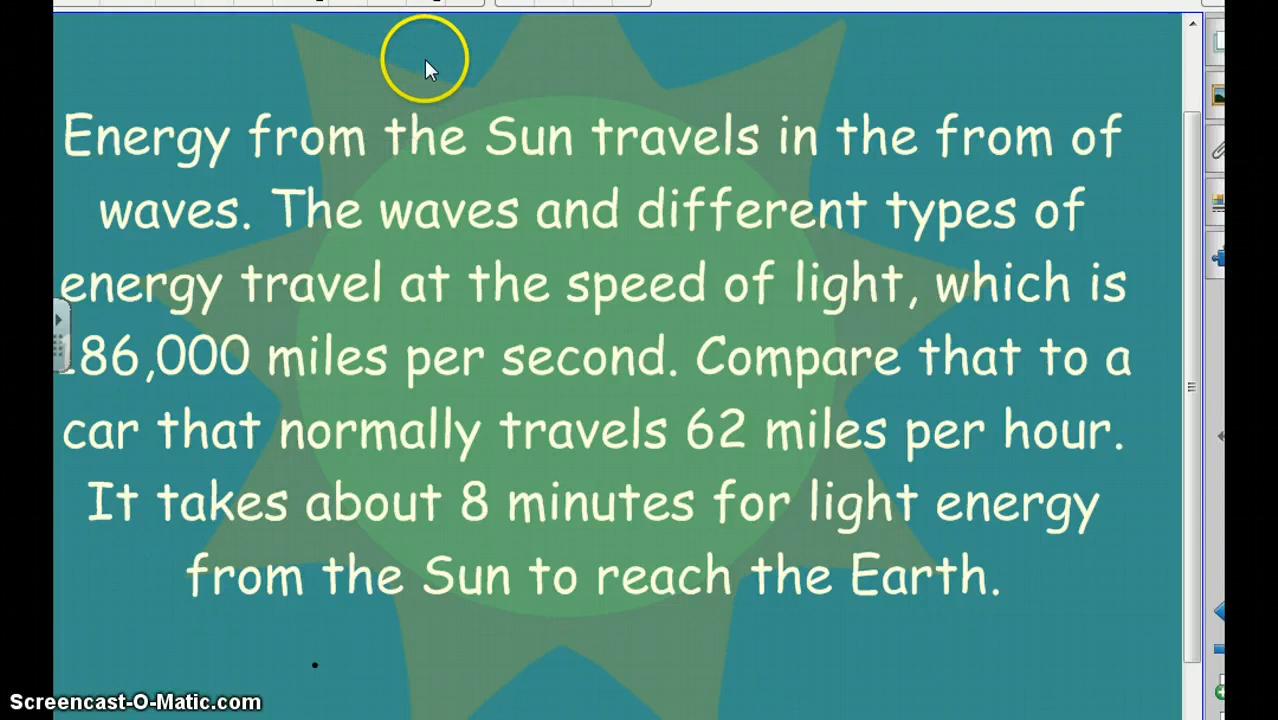 Energy from the Sun travels in the from of
waves. The waves and different types of
energy travel at the speed of light, which is
186,000 miles per second. Compare that to a
car that normally travels 62 miles per hour.
It takes about 8 minutes for light energy
from the Sun to reach the Earth.
Screencast-O-Matic.com